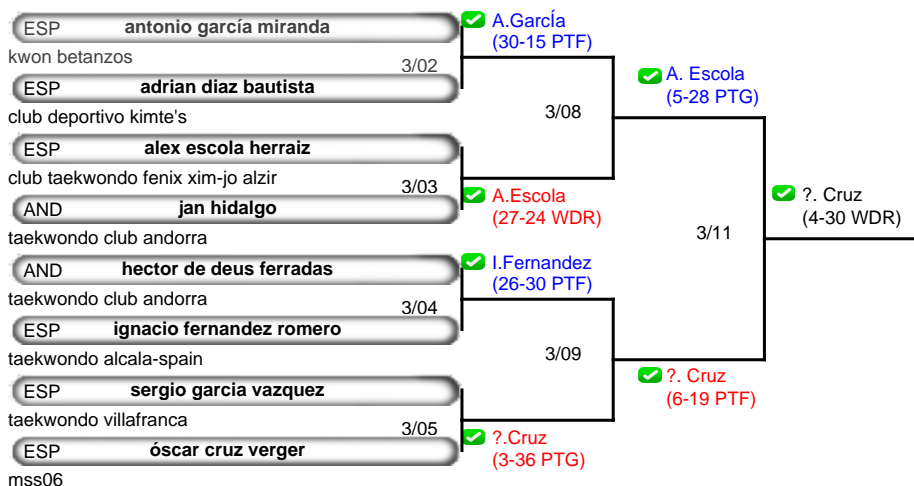 ESP antonio garcía miranda
kwon betanzos
3/02
ESP adrian diaz bautista
club deportivo kimte's
ESP alex escola herraiz
club taekwondo fenix xim-jo alzir
3/03
AND jan hidalgo
taekwondo club andorra
AND hector de deus ferradas
taekwondo club andorra
3/04
ESP ignacio fernandez romero
taekwondo alcala-spain
ESP sergio garcia vazquez
taekwondo villafranca
3/05
ESP óscar cruz verger
mss06
A.García
(30-15 PTF)
A.Escola
(27-24 WDR)
I.Fernandez
(26-30 PTF)
?.Cruz
(3-36 PTG)
3/08
3/09
A. Escola
(5-28 PTG)
?. Cruz
(6-19 PTF)
3/11
?. Cruz
(4-30 WDR)